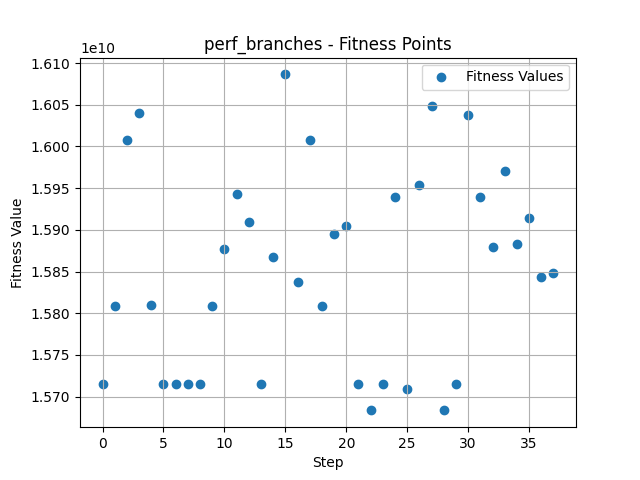 perf_branches - Fitness Points
1e10
1.610
1.605
1.600
1.595
1.590
1.585
1.580
1.575
1.570
Fitness Value
Fitness Values
0 5 10 15 20 25 30 35
Step